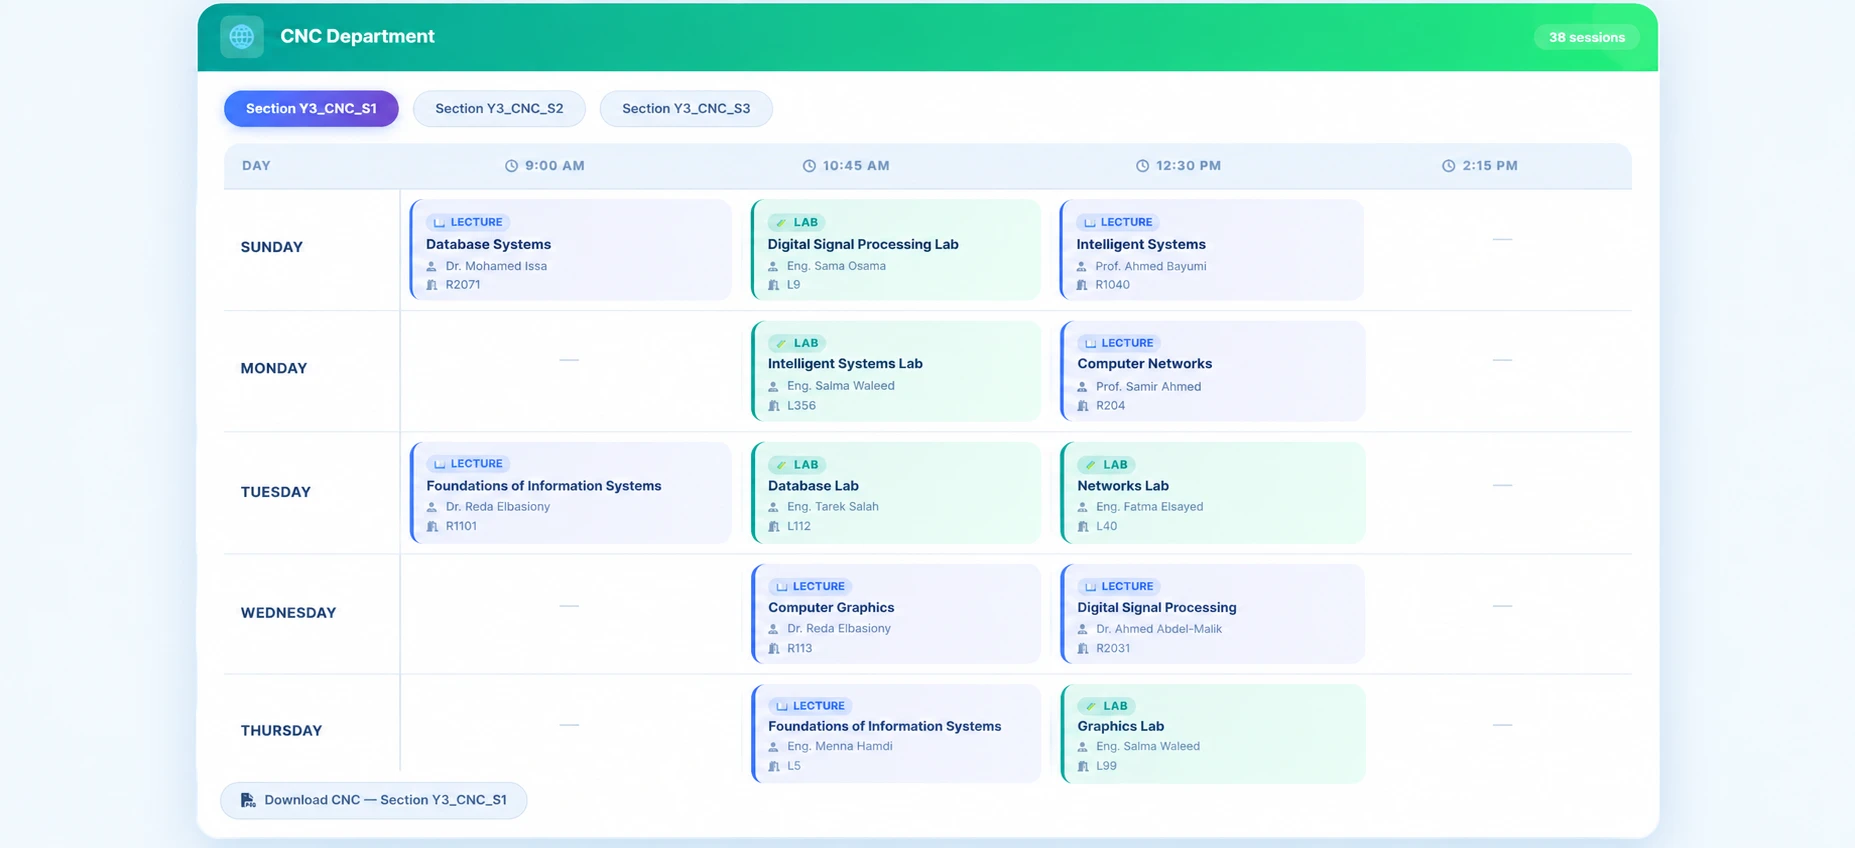 CNC Department
38 sessions
Section Y3_CNC_S1
Section Y3_CNC_S2
Section Y3_CNC_S3
DAY
9:00 AM
10:45 AM
12:30 PM
2:15 PM
SUNDAY
LECTURE
Database Systems
Dr. Mohamed Issa
R2071
LAB
Digital Signal Processing Lab
Eng. Sama Osama
L9
LECTURE
Intelligent Systems
Prof. Ahmed Bayumi
R1040
—
MONDAY
—
LAB
Intelligent Systems Lab
Eng. Salma Waleed
L356
LECTURE
Computer Networks
Prof. Samir Ahmed
R204
—
TUESDAY
LECTURE
Foundations of Information Systems
Dr. Reda Elbasiony
R1101
LAB
Database Lab
Eng. Tarek Salah
L112
LAB
Networks Lab
Eng. Fatma Elsayed
L40
—
WEDNESDAY
—
LECTURE
Computer Graphics
Dr. Reda Elbasiony
R113
LECTURE
Digital Signal Processing
Dr. Ahmed Abdel-Malik
R2031
—
THURSDAY
—
LECTURE
Foundations of Information Systems
Eng. Menna Hamdi
L5
LAB
Graphics Lab
Eng. Salma Waleed
L99
—
Download CNC — Section Y3_CNC_S1